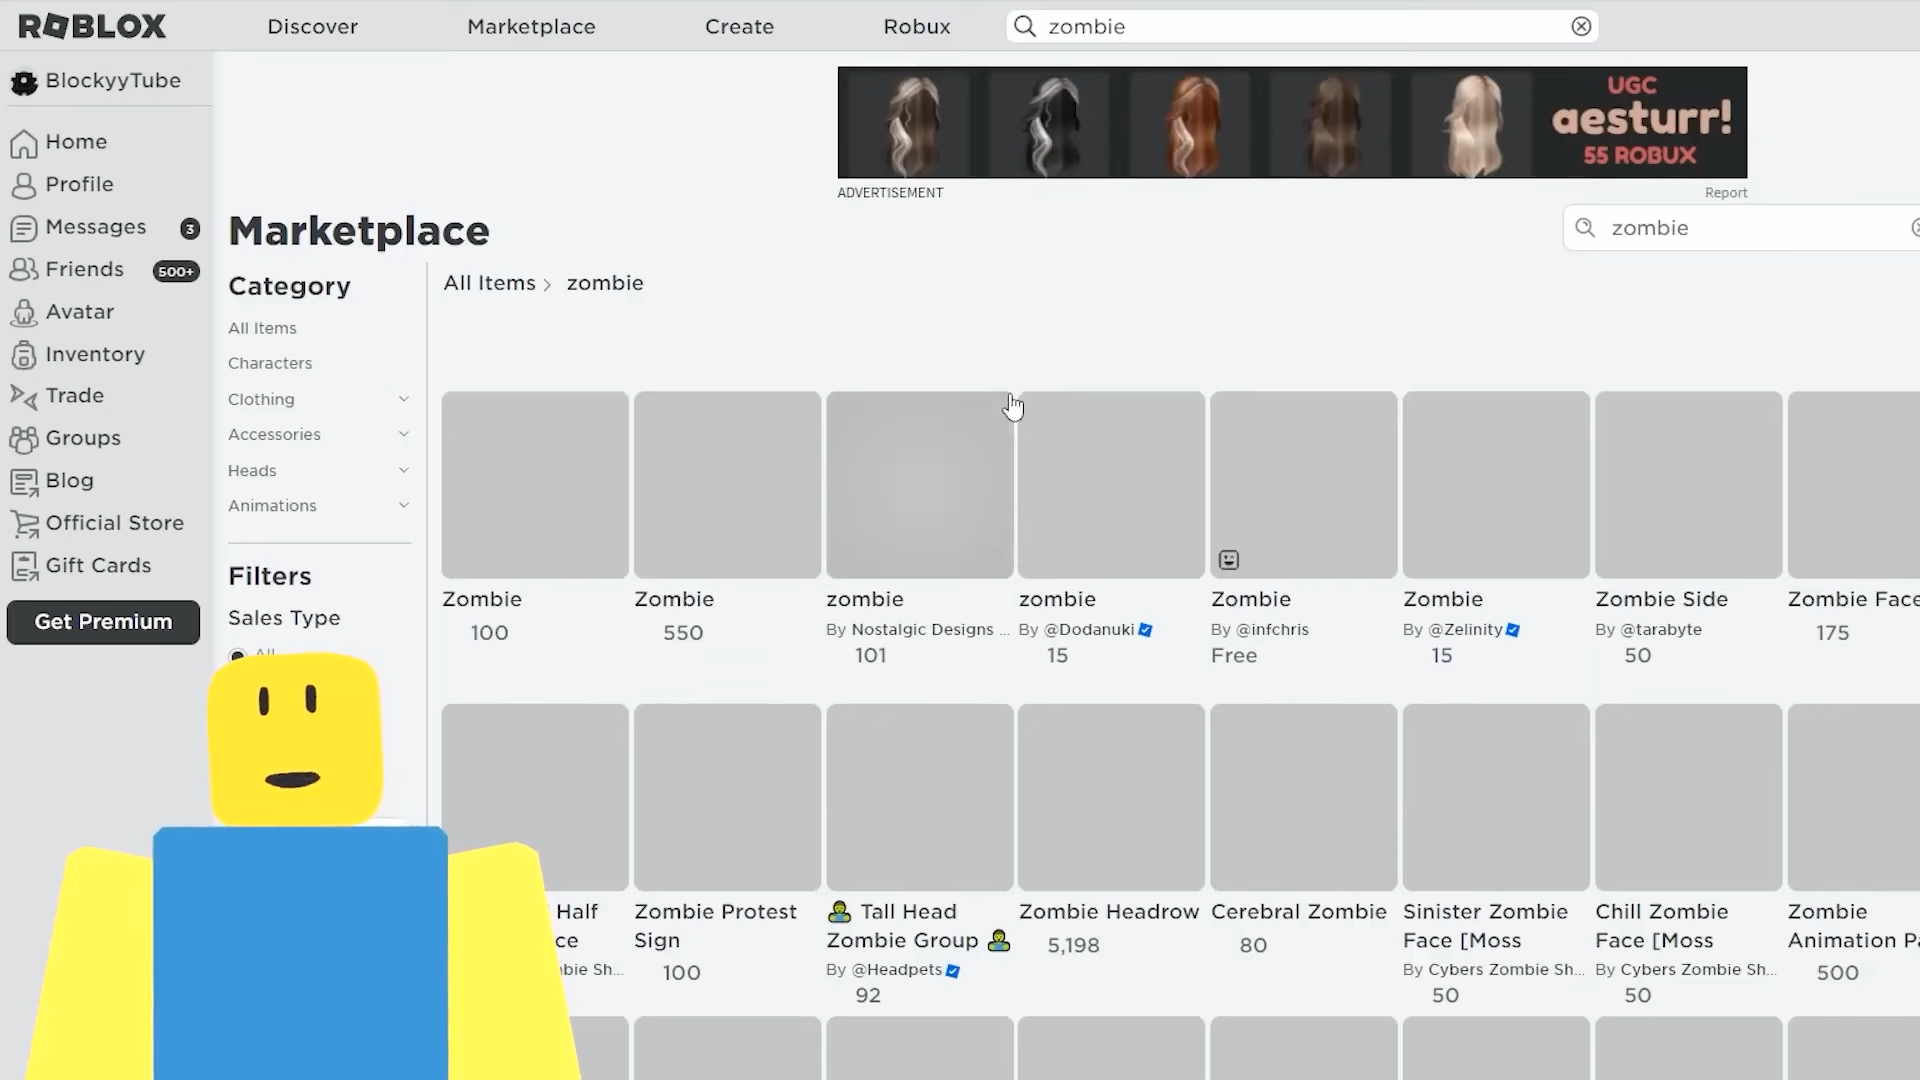 ROBLOX
Discover
Marketplace
Create
Robux
zombie
BlockyyTube
Home
Profile
Messages
3
Friends
500+
Avatar
Inventory
Trade
Groups
Blog
Official Store
Gift Cards
Get Premium
UGC
aesturr!
55 ROBUX
ADVERTISEMENT
Report
Marketplace
zombie
Category
All Items
Characters
Clothing
Accessories
Heads
Animations
Filters
Sales Type
All
All Items > zombie
Zombie
100
Zombie
550
zombie
By Nostalgic Designs ...
101
zombie
By @Dodanuki
15
Zombie
By @infchris
Free
Zombie
By @Zelinity
15
Zombie Side
By @tarabyte
50
Zombie Face
175
Half
Zombie Protest
Sign
100
Tall Head
Zombie Group
By @Headpets
92
Zombie Headrow
5,198
Cerebral Zombie
80
Sinister Zombie
Face [Moss
By Cybers Zombie Sh...
50
Chill Zombie
Face [Moss
By Cybers Zombie Sh...
50
Zombie
Animation
500